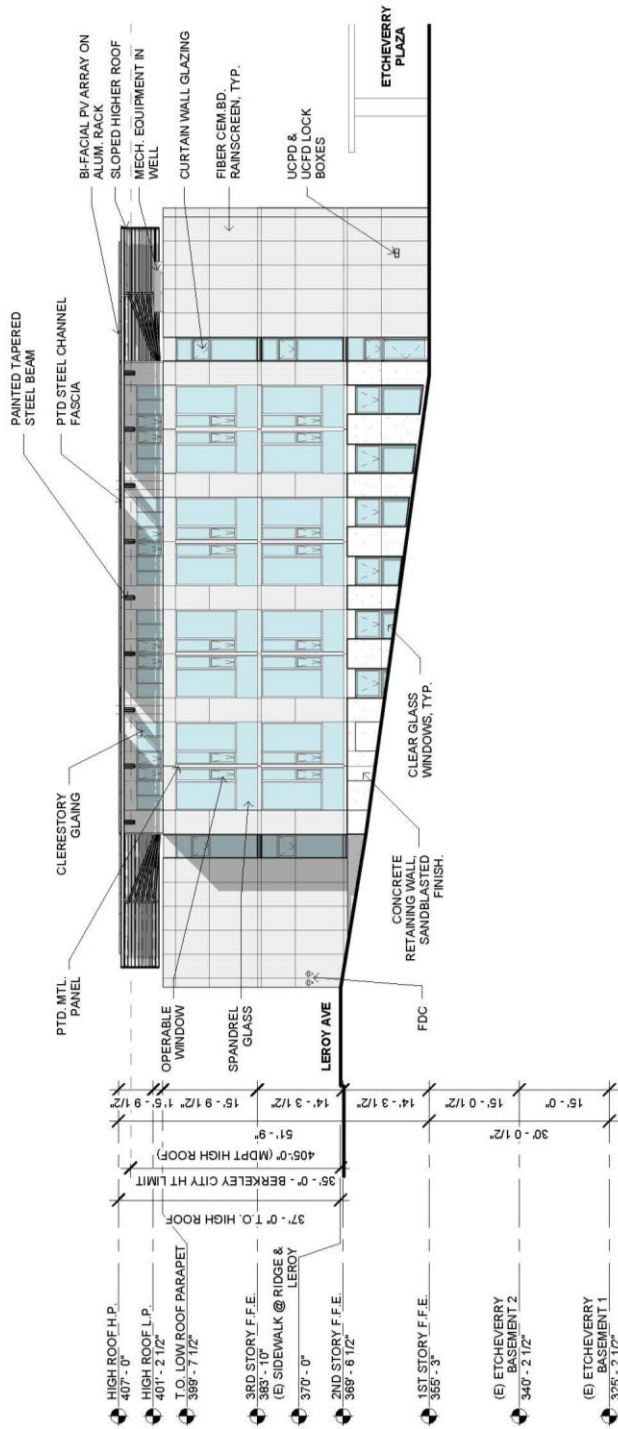 BI-FACIAL PV ARRAY ON
ALUM. RACK
SLOPED HIGHER ROOF
MECH. EQUIPMENT IN
WELL
CURTAIN WALL GLAZING
FIBER CEM.BD.
RAINSCREEN, TYP.
UCPD &
UCFD LOCK
BOXES
ETCHEVERRY
PLAZA
PAINTED TAPERED
STEEL BEAM
PTD STEEL CHANNEL
FASCIA
CLERESTORY
GLAING
PTD. MTL.
PANEL
OPERABLE
WINDOW
SPANDREL
GLASS
LEROY AVE
FDC
CONCRETE
RETAINING WALL,
SANDBLASTED
FINISH.
CLEAR GLASS
WINDOWS, TYP.
5' - 9 1/2"
15' - 9 1/2"
14' - 3 1/2"
14' - 3 1/2"
15' - 0 1/2"
15' - 0"
51' - 9"
30' - 0 1/2"
405'-0" (MDPT HIGH ROOF)
35' - 0" BERKELEY CITY HT LIMIT
37' - 0" T.O. HIGH ROOF
HIGH ROOF H.P.
407' - 0"
HIGH ROOF L.P.
401' - 2 1/2"
T.O. LOW ROOF PARAPET
399' - 7 1/2"
3RD STORY F.F.E.
383' - 10"
(E) SIDEWALK @ RIDGE &
LEROY
370' - 0"
2ND STORY F.F.E.
369' - 6 1/2"
1ST STORY F.F.E.
355' - 3"
(E) ETCHEVERRY
BASEMENT 2
340' - 2 1/2"
(E) ETCHEVERRY
BASEMENT 1
325' - 2 1/2"